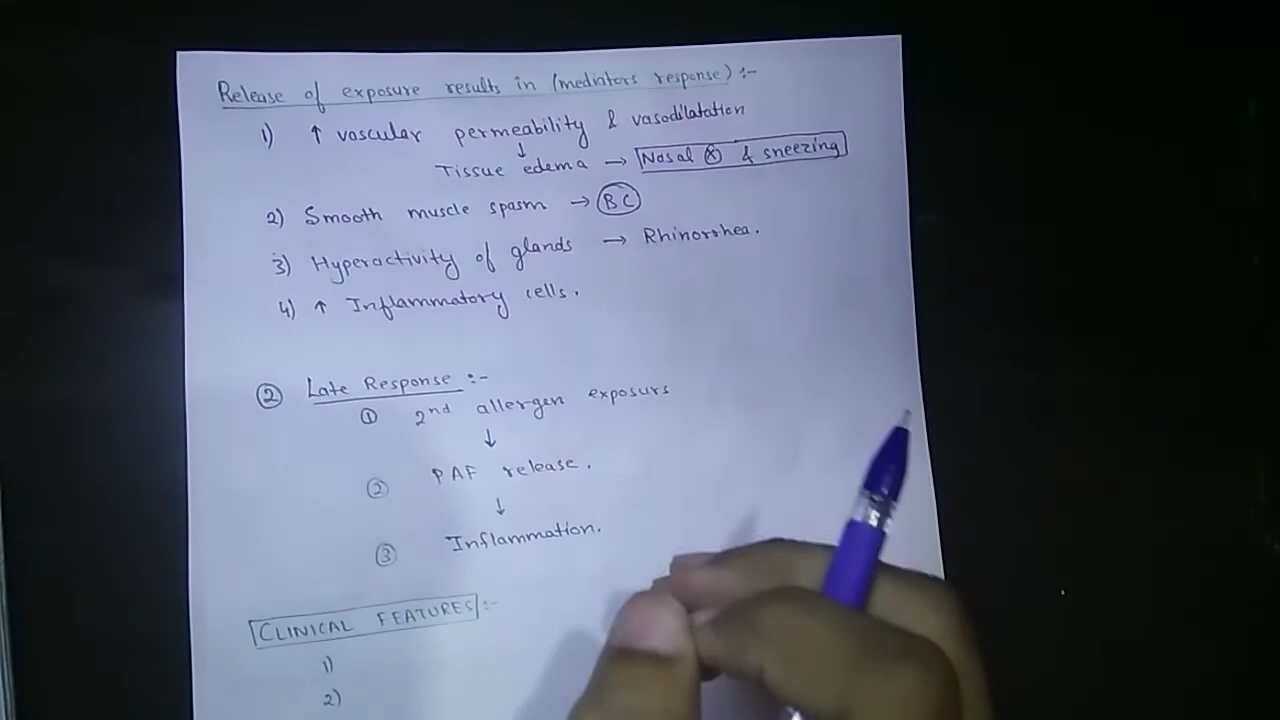 Release of exposure results in (mediators response) :-
1) ↑ vascular permeability & vasodilatation
↓
Tissue edema → Nasal ⊗ & sneezing
2) Smooth muscle spasm → BC
3) Hyperactivity of glands → Rhinorrhea.
4) ↑ Inflammatory cells.
② Late Response :-
① 2nd allergen exposurs
↓
② PAF release.
↓
③ Inflammation.
CLINICAL FEATURES :-
1)
2)